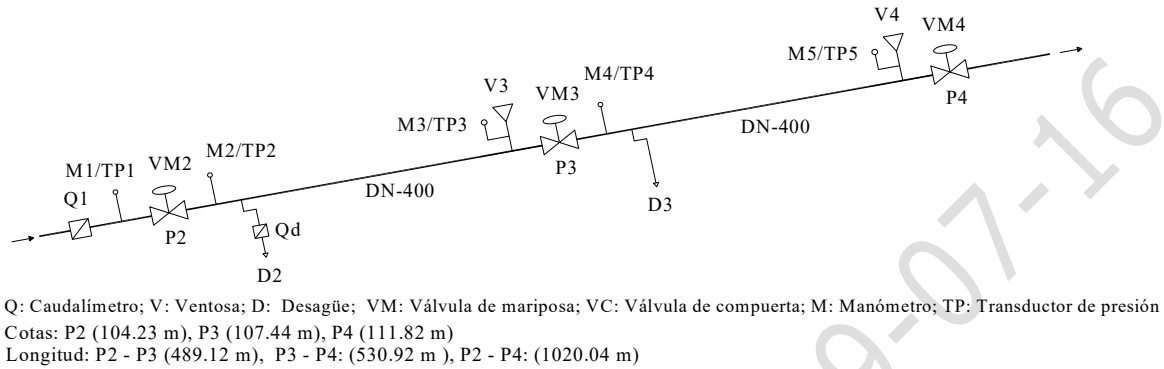 V4
VM4
M5/TP5
P4
V3
M4/TP4
VM3
M3/TP3
DN-400
P3
M2/TP2
VM2
M1/TP1
DN-400
D3
Q1
P2
Qd
D2
Q: Caudalímetro; V: Ventosa; D: Desagüe; VM: Válvula de mariposa; VC: Válvula de compuerta; M: Manómetro; TP: Transductor de presión
Cotas: P2 (104.23 m), P3 (107.44 m), P4 (111.82 m)
Longitud: P2 - P3 (489.12 m), P3 - P4: (530.92 m ), P2 - P4: (1020.04 m)
9-07-16